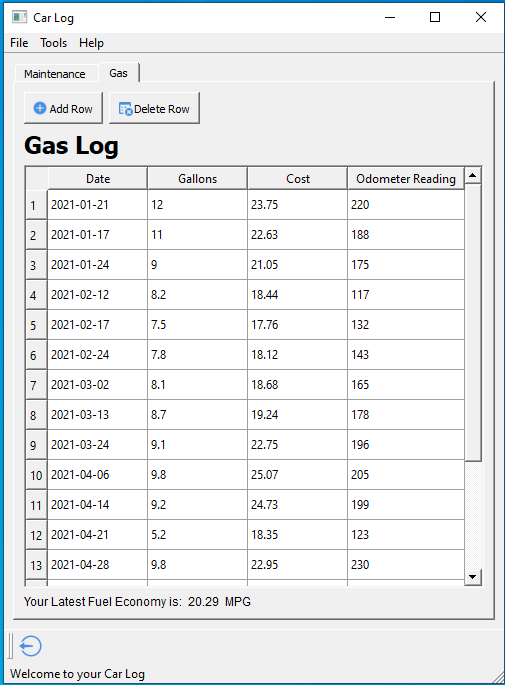 Car Log
File Tools Help
Maintenance Gas
Add Row Delete Row
Gas Log
Date Gallons Cost Odometer Reading
1 2021-01-21 12 23.75 220
2 2021-01-17 11 22.63 188
3 2021-01-24 9 21.05 175
4 2021-02-12 8.2 18.44 117
5 2021-02-17 7.5 17.76 132
6 2021-02-24 7.8 18.12 143
7 2021-03-02 8.1 18.68 165
8 2021-03-13 8.7 19.24 178
9 2021-03-24 9.1 22.75 196
10 2021-04-06 9.8 25.07 205
11 2021-04-14 9.2 24.73 199
12 2021-04-21 5.2 18.35 123
13 2021-04-28 9.8 22.95 230
Your Latest Fuel Economy is: 20.29 MPG
Welcome to your Car Log